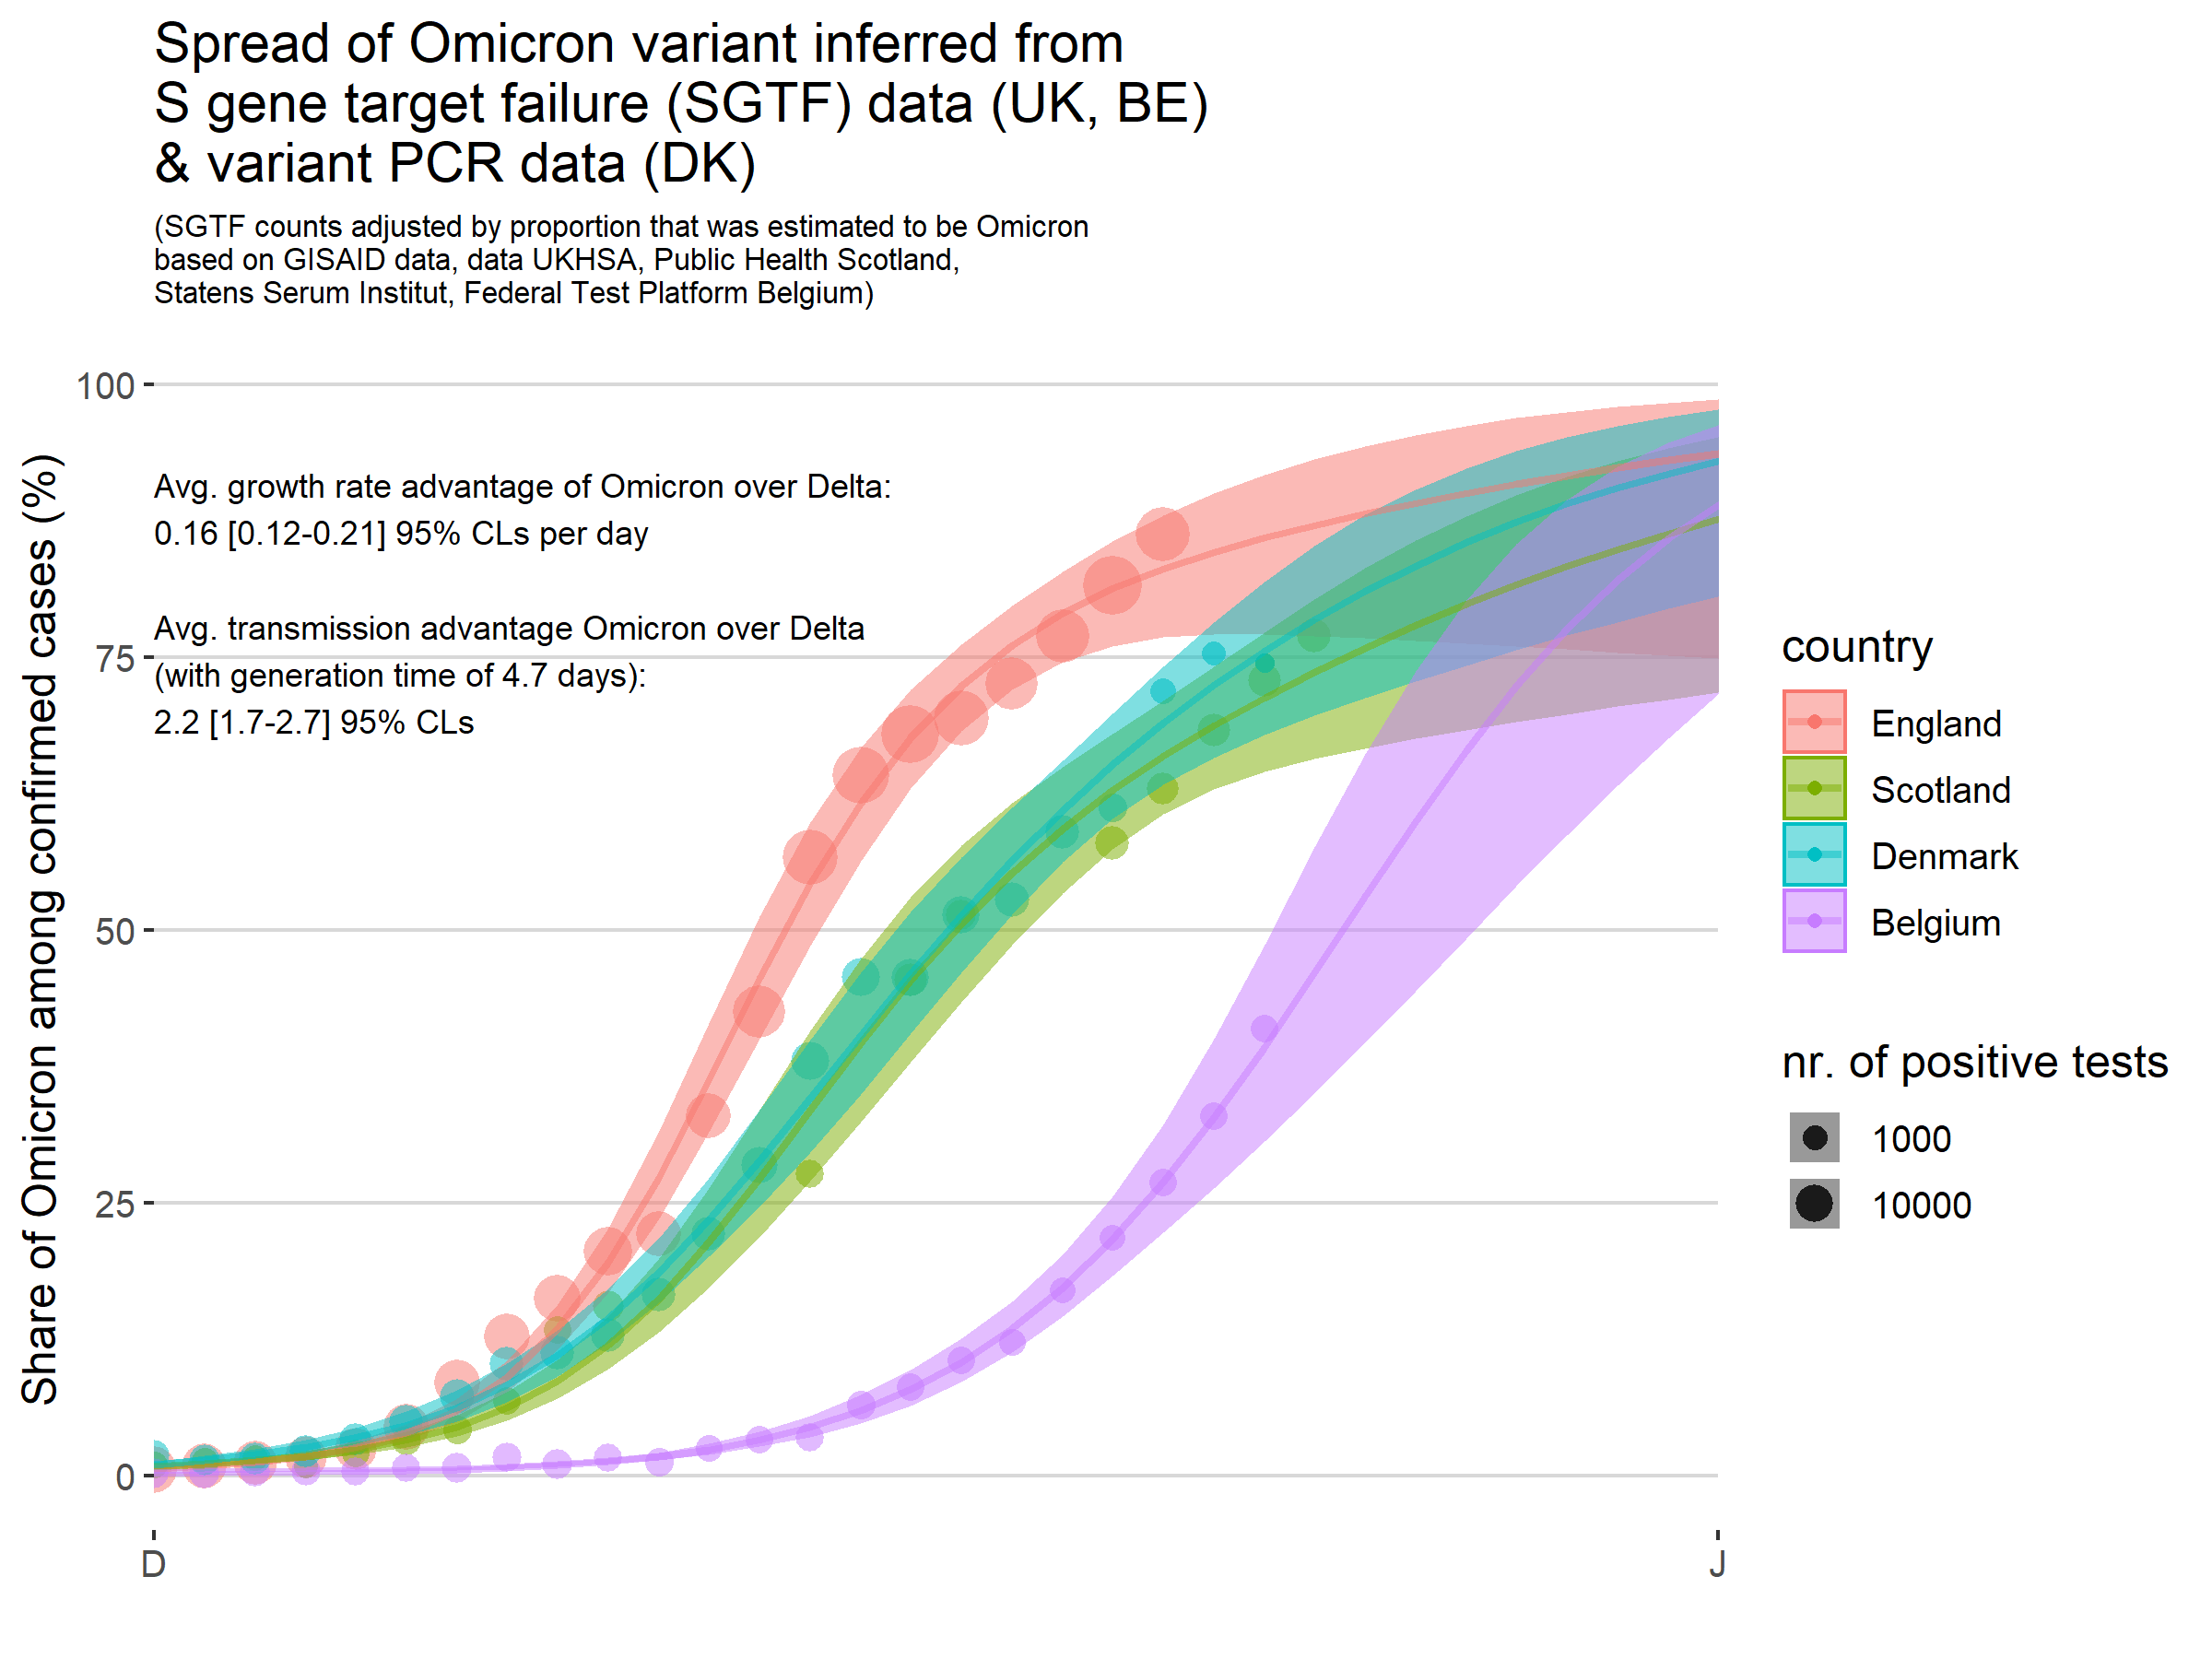 Spread of Omicron variant inferred from
S gene target failure (SGTF) data (UK, BE)
& variant PCR data (DK)
(SGTF counts adjusted by proportion that was estimated to be Omicron
based on GISAID data, data UKHSA, Public Health Scotland,
Statens Serum Institut, Federal Test Platform Belgium)
Share of Omicron among confirmed cases (%)
100
75
50
25
0
Avg. growth rate advantage of Omicron over Delta:
0.16 [0.12-0.21] 95% CLs per day
Avg. transmission advantage Omicron over Delta
(with generation time of 4.7 days):
2.2 [1.7-2.7] 95% CLs
D
J
country
England
Scotland
Denmark
Belgium
nr. of positive tests
1000
10000